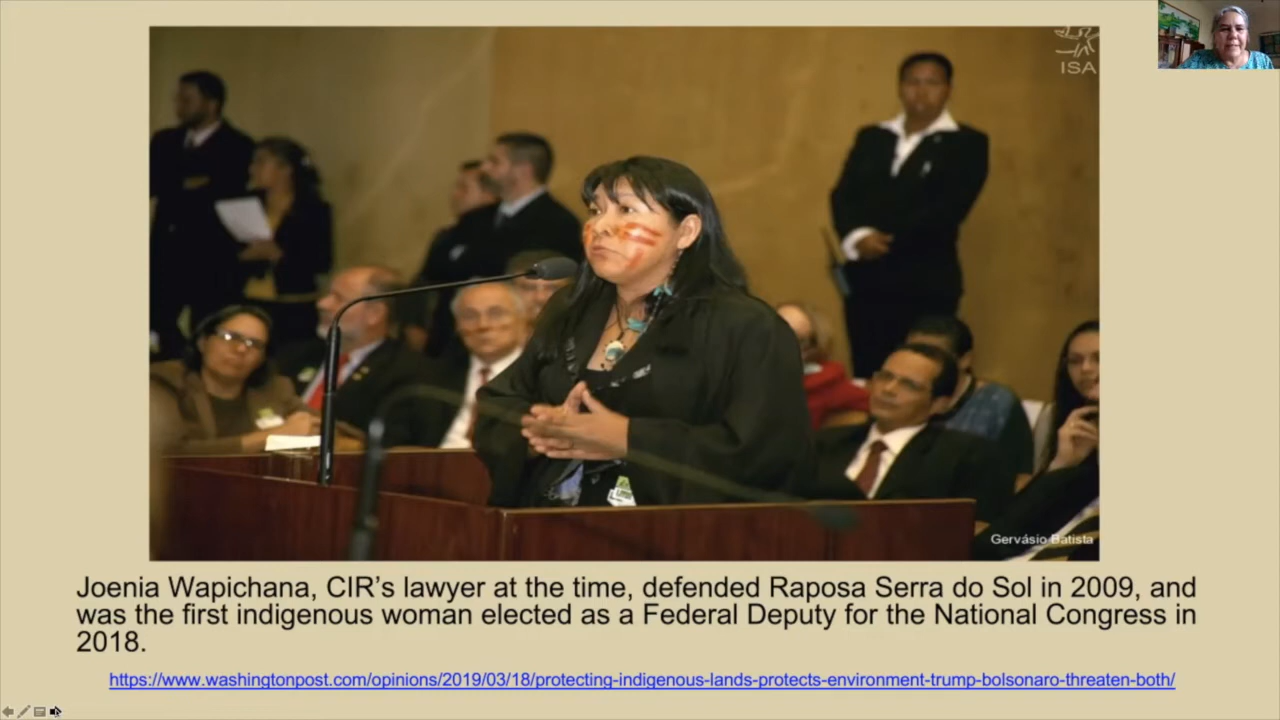 ISA
Gervásio Batista
Joenia Wapichana, CIR's lawyer at the time, defended Raposa Serra do Sol in 2009, and
was the first indigenous woman elected as a Federal Deputy for the National Congress in
2018.
https://www.washingtonpost.com/opinions/2019/03/18/protecting-indigenous-lands-protects-environment-trump-bolsonaro-threaten-both/